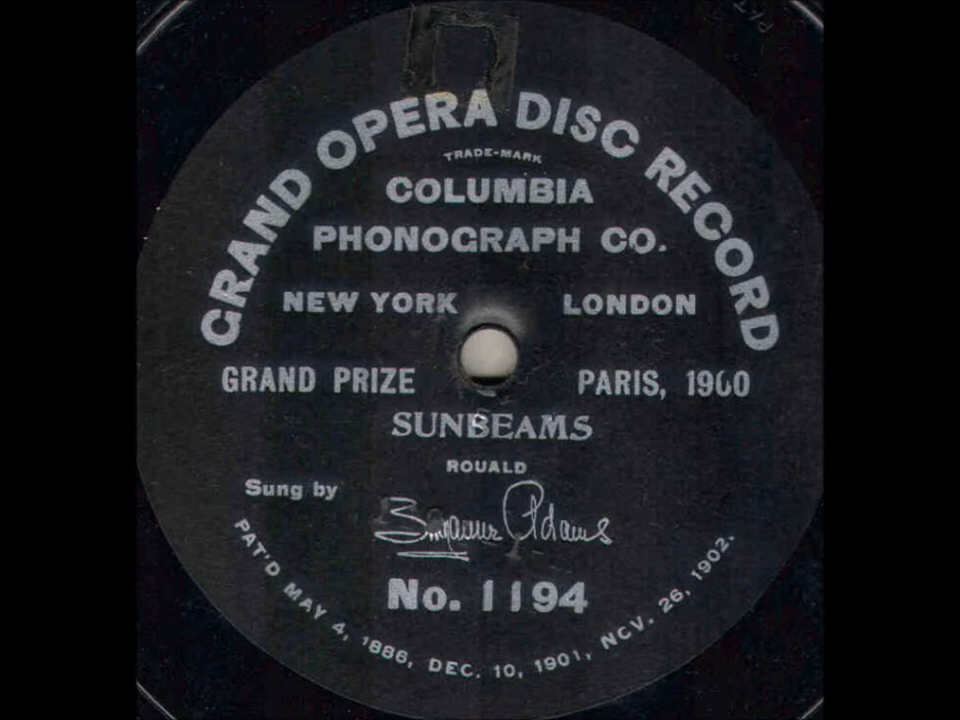 GRAND OPERA DISC RECORD
TRADE-MARK
COLUMBIA
PHONOGRAPH CO.
NEW YORK LONDON
GRAND PRIZE PARIS, 1900
SUNBEAMS
ROUALD
Sung by
Adams
No. 1194
PAT'D MAY 4, 1886, DEC. 10, 1901, NOV. 26, 1902.